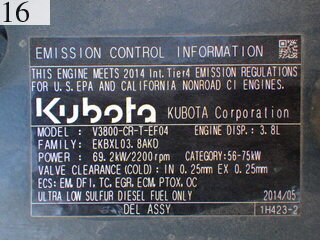 16
EMISSION CONTROL INFORMATION
THIS ENGINE MEETS 2014 Int. Tier4 EMISSION REGULATIONS
FOR U.S. EPA AND CALIFORNIA NONROAD CI ENGINES.
Kubota KUBOTA Corporation
MODEL : V3800-CR-T-EF04 ENGINE DISP.: 3.8L
FAMILY: EKBXL03.8AKD
POWER : 69.2kW/2200rpm CATEGORY:56-75kW
VALVE CLEARANCE (COLD): IN 0.25mm EX 0.25mm
ECS: EM, DFI, TC, EGR, ECM, PTOX, OC
ULTRA LOW SULFUR DIESEL FUEL ONLY 2014/05
DEL ASSY 1H423-2